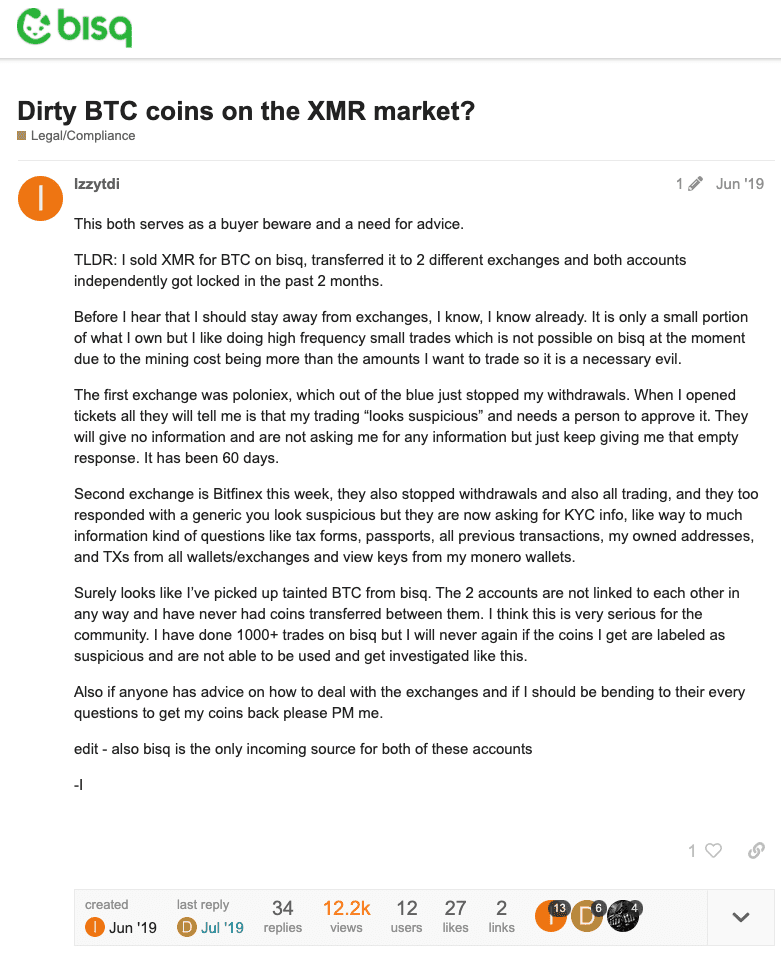 bisq
Dirty BTC coins on the XMR market?
Legal/Compliance
I
Izzytdi
1
Jun '19
This both serves as a buyer beware and a need for advice.
TLDR: I sold XMR for BTC on bisq, transferred it to 2 different exchanges and both accounts
independently got locked in the past 2 months.
Before I hear that I should stay away from exchanges, I know, I know already. It is only a small portion
of what I own but I like doing high frequency small trades which is not possible on bisq at the moment
due to the mining cost being more than the amounts I want to trade so it is a necessary evil.
The first exchange was poloniex, which out of the blue just stopped my withdrawals. When I opened
tickets all they will tell me is that my trading “looks suspicious” and needs a person to approve it. They
will give no information and are not asking me for any information but just keep giving me that empty
response. It has been 60 days.
Second exchange is Bitfinex this week, they also stopped withdrawals and also all trading, and they too
responded with a generic you look suspicious but they are now asking for KYC info, like way to much
information kind of questions like tax forms, passports, all previous transactions, my owned addresses,
and TXs from all wallets/exchanges and view keys from my monero wallets.
Surely looks like I’ve picked up tainted BTC from bisq. The 2 accounts are not linked to each other in
any way and have never had coins transferred between them. I think this is very serious for the
community. I have done 1000+ trades on bisq but I will never again if the coins I get are labeled as
suspicious and are not able to be used and get investigated like this.
Also if anyone has advice on how to deal with the exchanges and if I should be bending to their every
questions to get my coins back please PM me.
edit - also bisq is the only incoming source for both of these accounts
-I
1
created last reply 34 12.2k 12 27 2 I 13 D 6 4
I Jun '19 D Jul '19 replies views users likes links